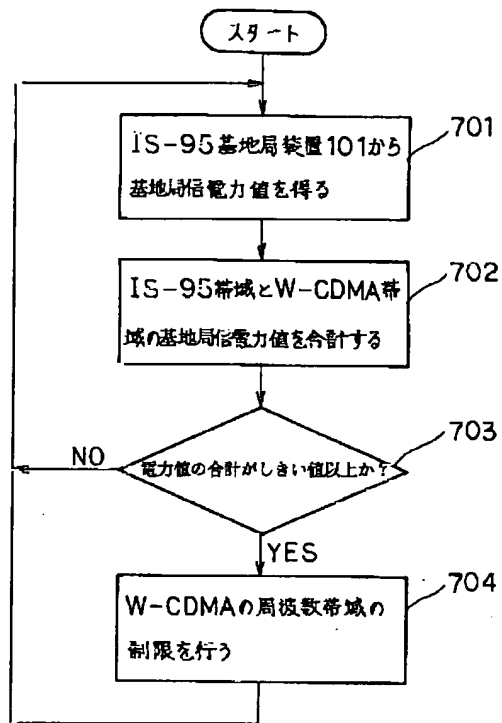 スタート
701
IS-95基地局装置101から
基地局信電力値を得る
702
IS-95帯域とW-CDMA帯
域の基地局信電力値を合計する
703
電力値の合計がしきい値以上か?
NO
YES
704
W-CDMAの周波数帯域の
制限を行う